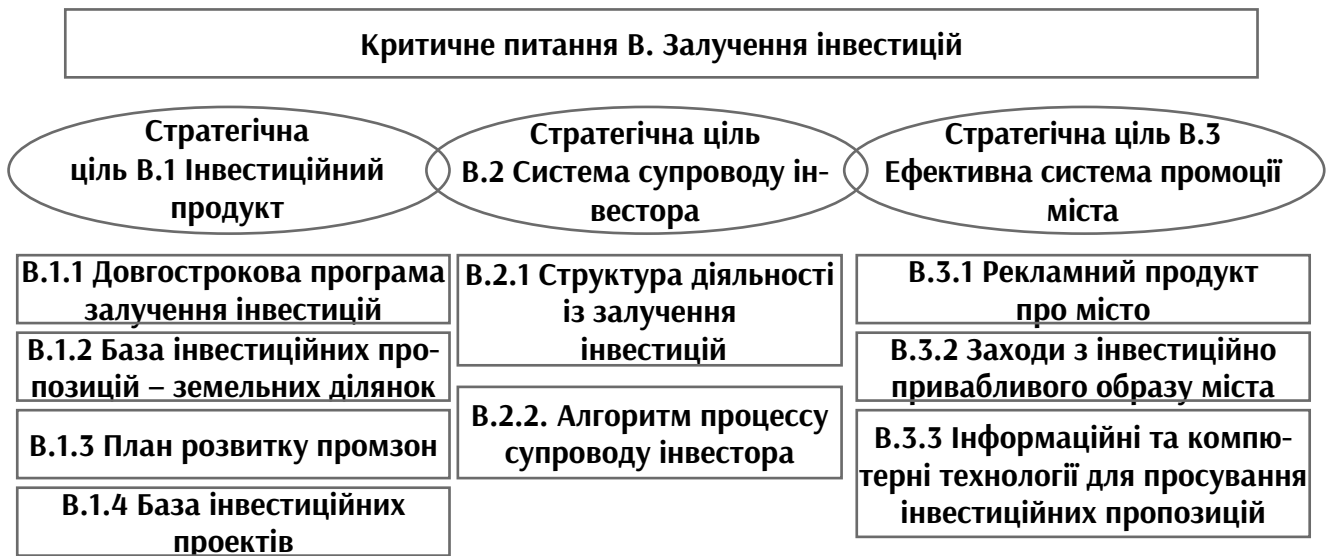 Критичне питання В. Залучення інвестицій
Стратегічна
ціль В.1 Інвестиційний
продукт
Стратегічна ціль
В.2 Система супроводу ін-
вестора
Стратегічна ціль В.3
Ефективна система промоції
міста
В.1.1 Довгострокова програма
залучення інвестицій
В.1.2 База інвестиційних про-
позицій – земельних ділянок
В.1.3 План розвитку промзон
В.1.4 База інвестиційних
проектів
В.2.1 Структура діяльності
із залучення
інвестицій
В.2.2. Алгоритм процессу
супроводу інвестора
В.3.1 Рекламний продукт
про місто
В.3.2 Заходи з інвестиційно
привабливого образу міста
В.3.3 Інформаційні та компю-
терні технології для просування
інвестиційних пропозицій